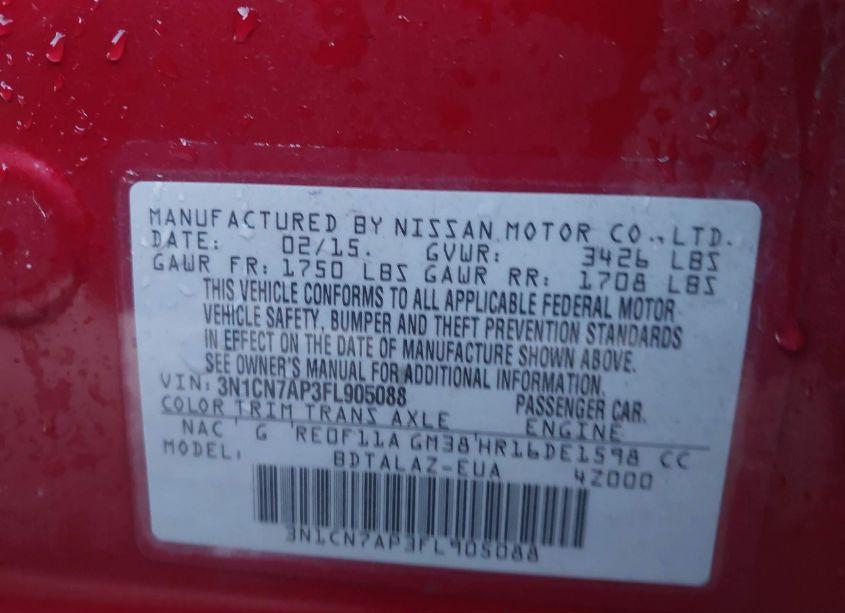 MANUFACTURED BY NISSAN MOTOR CO., LTD.
DATE: 02/15. GVWR: 3426 LBS
GAWR FR: 1750 LBS GAWR RR: 1708 LBS
THIS VEHICLE CONFORMS TO ALL APPLICABLE FEDERAL MOTOR
VEHICLE SAFETY, BUMPER AND THEFT PREVENTION STANDARDS
IN EFFECT ON THE DATE OF MANUFACTURE SHOWN ABOVE.
SEE OWNER'S MANUAL FOR ADDITIONAL INFORMATION.
VIN: 3N1CN7AP3FL905088 PASSENGER CAR.
COLOR TRIM TRANS AXLE ENGINE
NAC G RE0F11A GM38 HR16DE1598 CC
MODEL: BDTALAZ-EUA 4Z000
3N1CN7AP3FL905088